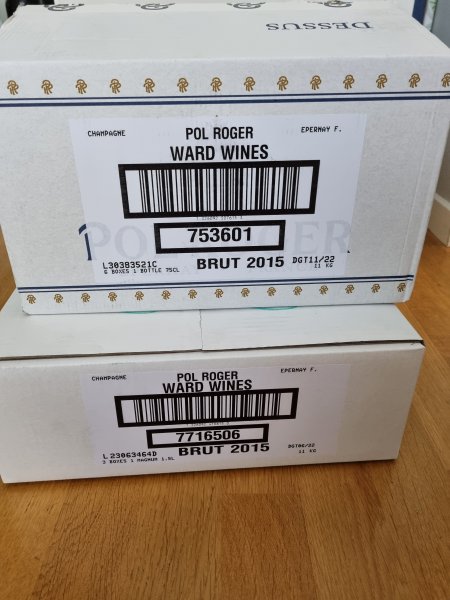 DESSUS
CHAMPAGNE
POL ROGER
EPERNAY F.
WARD WINES
753601
L30383521C
BRUT 2015
DGT11/22
6 BOXES 1 BOTTLE 75CL
11 KG
CHAMPAGNE
POL ROGER
EPERNAY F.
WARD WINES
7716506
L23063464D
BRUT 2015
DGT06/22
3 BOXES 1 MAGNUM 1.5L
11 KG